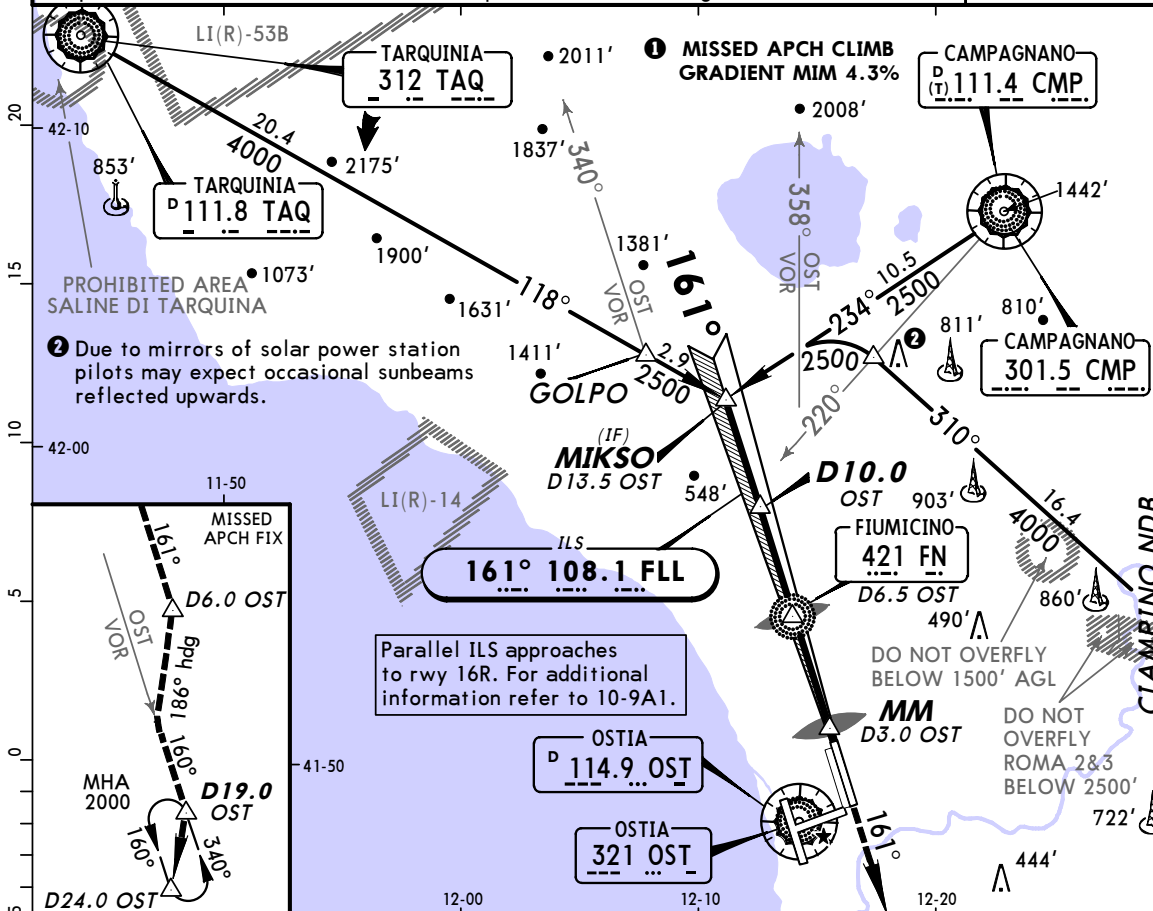 LI(R)-53B
TARQUINIA
312 TAQ
2011'
❶ MISSED APCH CLIMB
GRADIENT MIM 4.3%
CAMPAGNANO
D
(T) 111.4 CMP
2008'
20
42-10
20.4
4000
2175'
1837'
340°
853'
TARQUINIA
D 111.8 TAQ
358°
OST
VOR
1442'
1900'
1381'
OST
VOR
161°
10.5
2500
234°
15
PROHIBITED AREA
SALINE DI TARQUINA
1073'
118°
1631'
810'
811'
CAMPAGNANO
301.5 CMP
❷ Due to mirrors of solar power station
pilots may expect occasional sunbeams
reflected upwards.
1411'
GOLPO
2.9
2500
2500
❷
220°
310°
10
42-00
(IF)
MIKSO
D13.5 OST
548'
D10.0
OST
903'
16.4
4000
11-50
LI(R)-14
MISSED
APCH FIX
161°
ILS
161° 108.1 FLL
FIUMICINO
421 FN
D6.5 OST
5
D6.0 OST
OST
VOR
186° hdg
860'
490'
CIAMPINO NDB
Parallel ILS approaches
to rwy 16R. For additional
information refer to 10-9A1.
DO NOT OVERFLY
BELOW 1500' AGL
MM
D3.0 OST
DO NOT
OVERFLY
ROMA 2&3
BELOW 2500'
0
160°
41-50
OSTIA
D 114.9 OST
MHA
2000
D19.0
OST
722'
160°
340°
OSTIA
321 OST
161°
444'
D24.0 OST
12-00
12-10
12-20
5